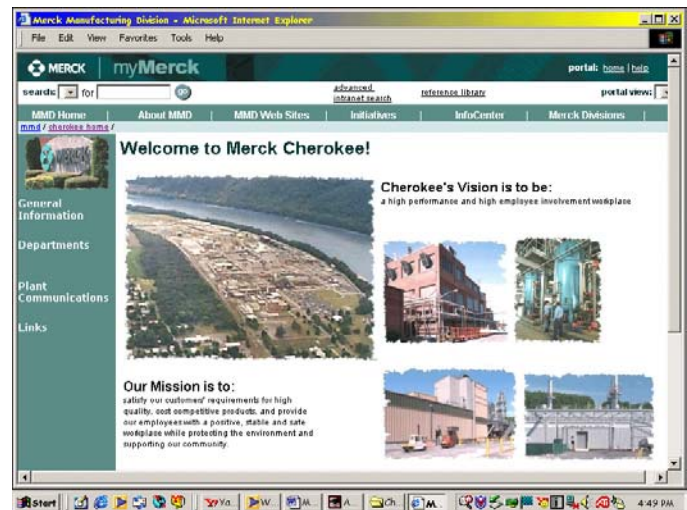 Merck Manufacturing Division - Microsoft Internet Explorer
File Edit View Favorites Tools Help
MERCK | myMerck portal: home | help
search: for go advanced intranet search reference library portal view:
MMD Home | About MMD | MMD Web Sites | Initiatives | InfoCenter | Merck Divisions |
mmd / cherokee home /
Welcome to Merck Cherokee!
Cherokee's Vision is to be:
a high performance and high employee involvement workplace
General
Information
Departments
Plant
Communications
Links
Our Mission is to:
satisfy our customers' requirements for high
quality, cost competitive products, and provide
our employees with a positive, stable and safe
workplace while protecting the environment and
supporting our community.
Start Ya... W... M... A... Ch... M... 4:49 PM